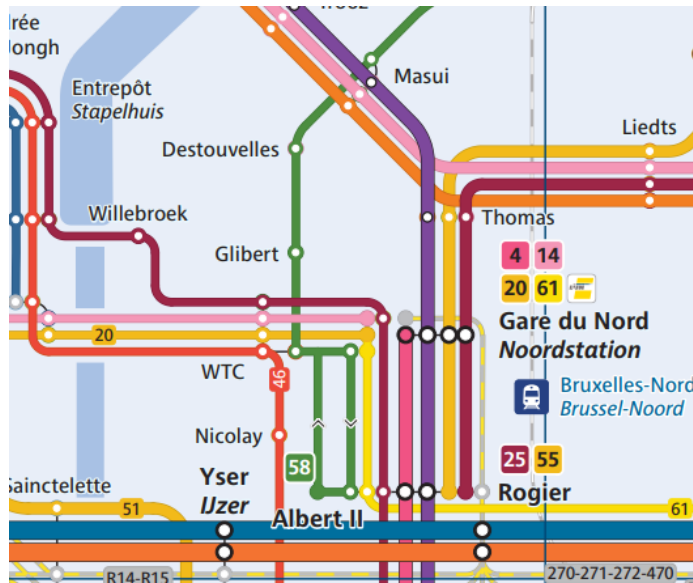 Jongh
Masui
Entrepôt
Stapelhuis
Liedts
Destouvelles
Willebroek
Thomas
Glibert
4 14
20 61
20
Gare du Nord
Noordstation
WTC
46
Bruxelles-Nord
Brussel-Noord
Nicolay
58
25 55
Yser
IJzer
Sainctelette
Rogier
51
Albert II
61
R14-R15
270-271-272-470